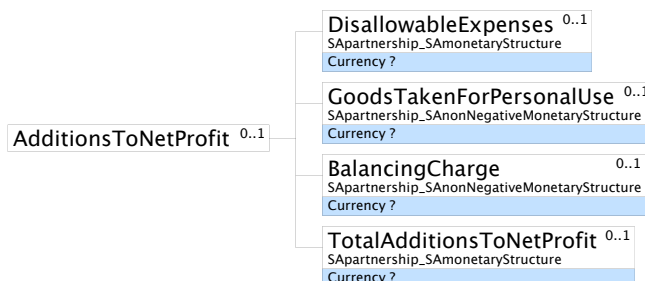 DisallowableExpenses 0..1
SApartnership_SAmonetaryStructure
Currency ?
GoodsTakenForPersonalUse 0..1
SApartnership_SAnonNegativeMonetaryStructure
Currency ?
AdditionsToNetProfit 0..1
BalancingCharge 0..1
SApartnership_SAnonNegativeMonetaryStructure
Currency ?
TotalAdditionsToNetProfit 0..1
SApartnership_SAmonetaryStructure
Currency ?